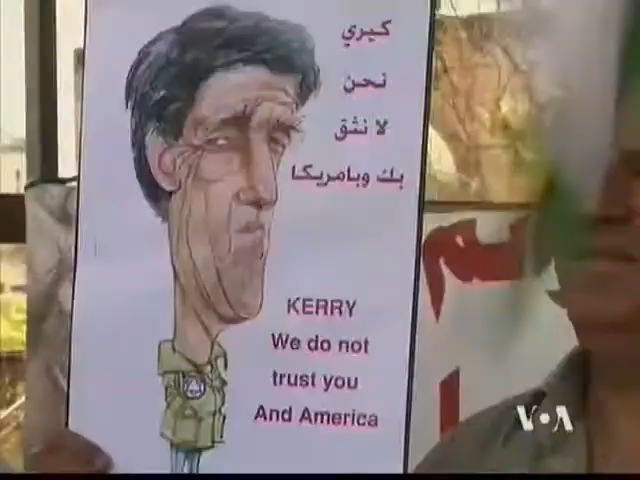 كيري
نحن
لا نثق
بك وبامريكا
KERRY
We do not
trust you
And America
VOA